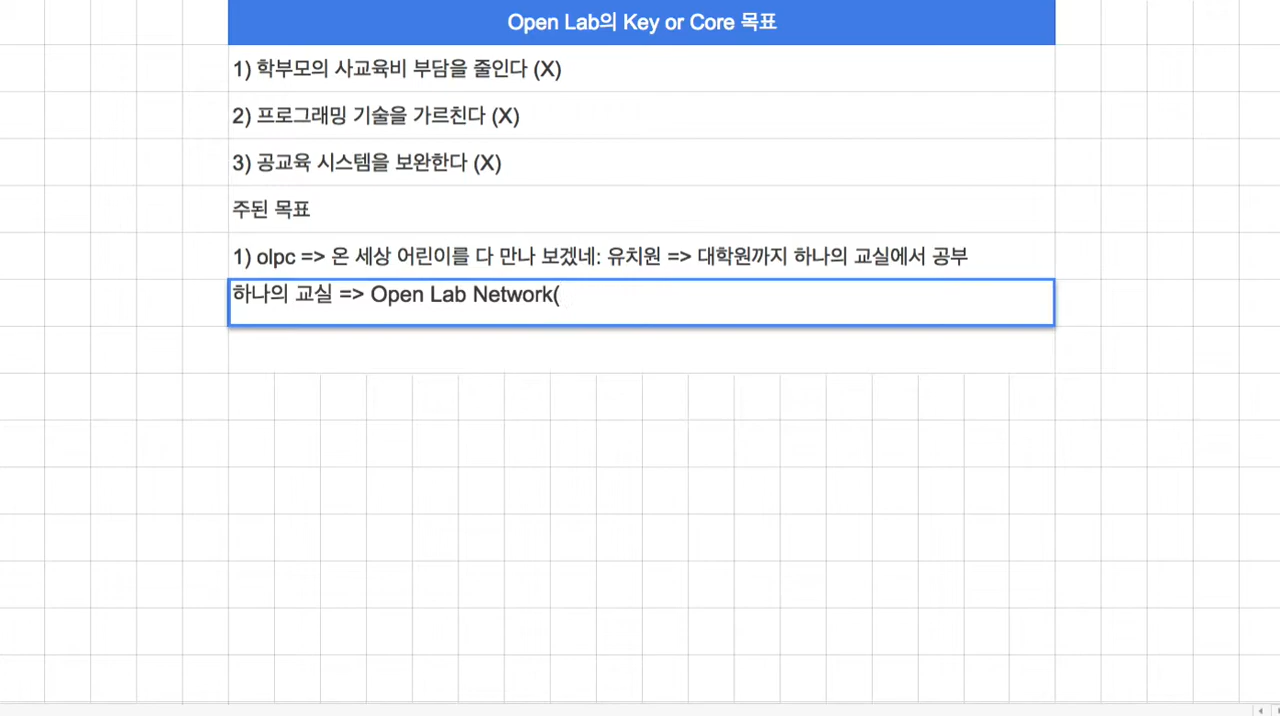 Open Lab의 Key or Core 목표
1) 학부모의 사교육비 부담을 줄인다 (X)
2) 프로그래밍 기술을 가르친다 (X)
3) 공교육 시스템을 보완한다 (X)
주된 목표
1) olpc => 온 세상 어린이를 다 만나 보겠네: 유치원 => 대학원까지 하나의 교실에서 공부
하나의 교실 => Open Lab Network(